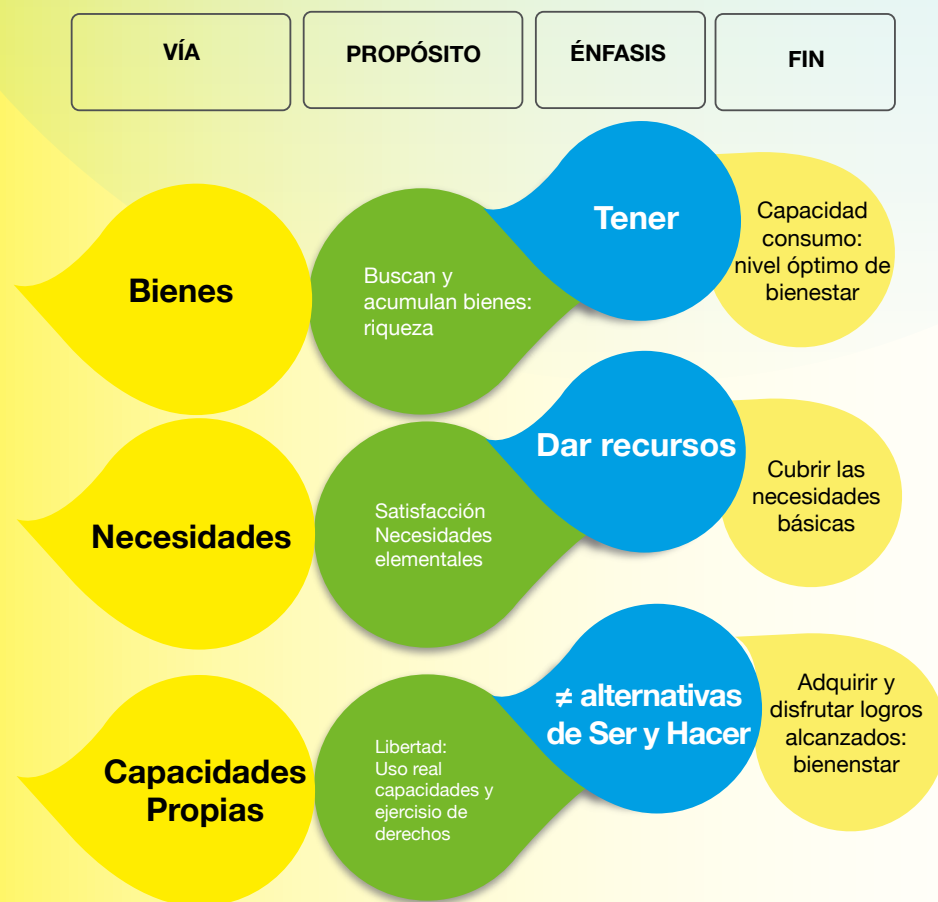 VÍA
PROPÓSITO
ÉNFASIS
FIN
Bienes
Buscan y
acumulan bienes:
riqueza
Tener
Capacidad
consumo:
nivel óptimo de
bienestar
Necesidades
Satisfacción
Necesidades
elementales
Dar recursos
Cubrir las
necesidades
básicas
Capacidades
Propias
Libertad:
Uso real
capacidades y
ejercisio de
derechos
≠ alternativas
de Ser y Hacer
Adquirir y
disfrutar logros
alcanzados:
bienenstar